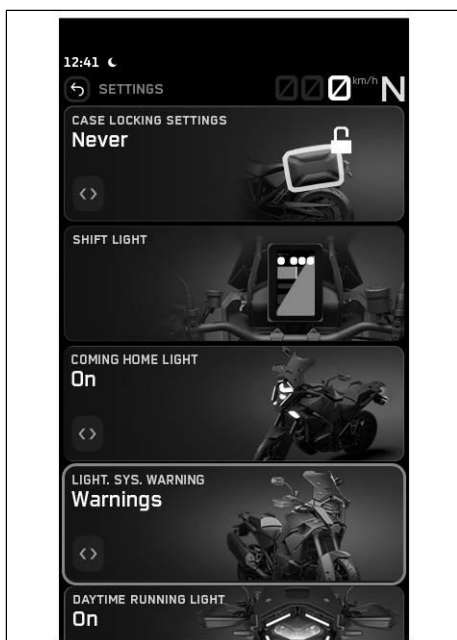 12:41
SETTINGS
000 km/h N
CASE LOCKING SETTINGS
Never
SHIFT LIGHT
COMING HOME LIGHT
On
LIGHT. SYS. WARNING
Warnings
DAYTIME RUNNING LIGHT
On